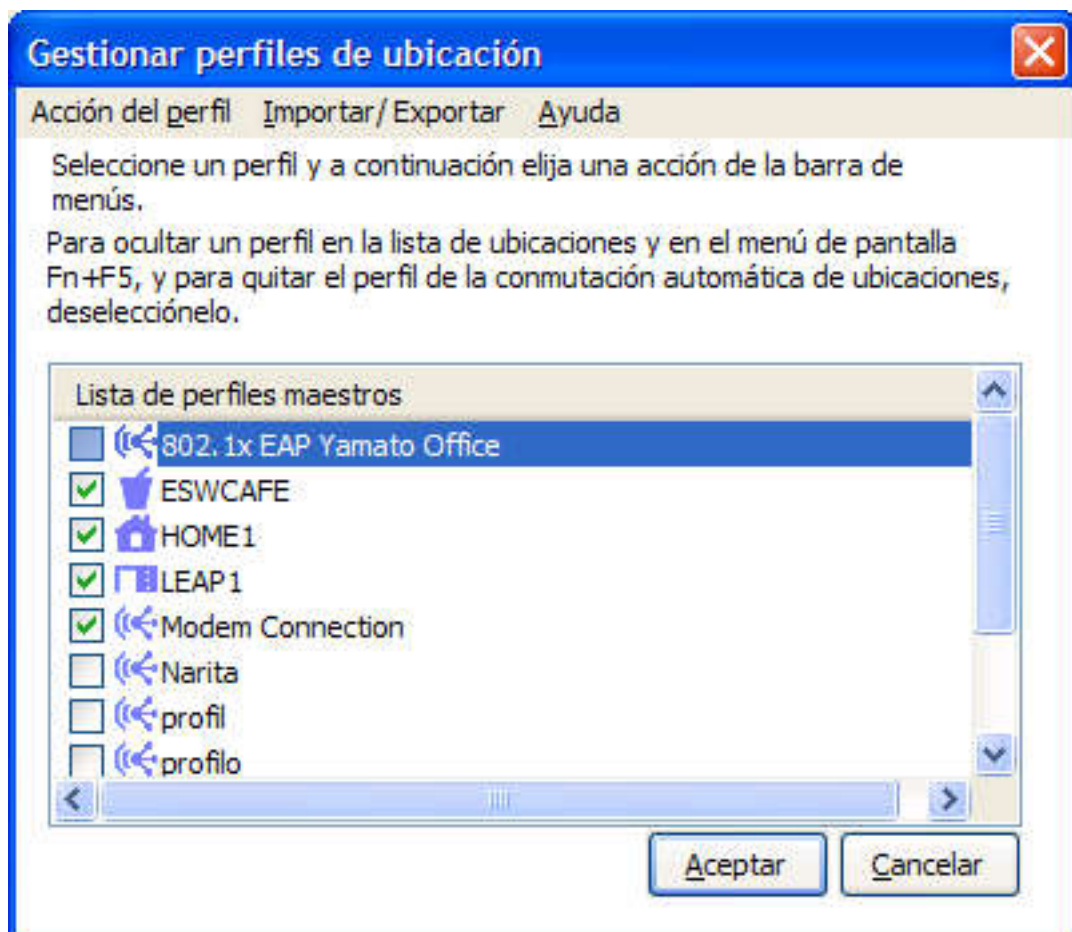 Gestionar perfiles de ubicación
Acción del perfil Importar/Exportar Ayuda
Seleccione un perfil y a continuación elija una acción de la barra de
menús.
Para ocultar un perfil en la lista de ubicaciones y en el menú de pantalla
Fn+F5, y para quitar el perfil de la conmutación automática de ubicaciones,
deselecciónelo.
Lista de perfiles maestros
802.1x EAP Yamato Office
ESWCAFE
HOME1
LEAP1
Modem Connection
Narita
profil
profilo
Aceptar Cancelar